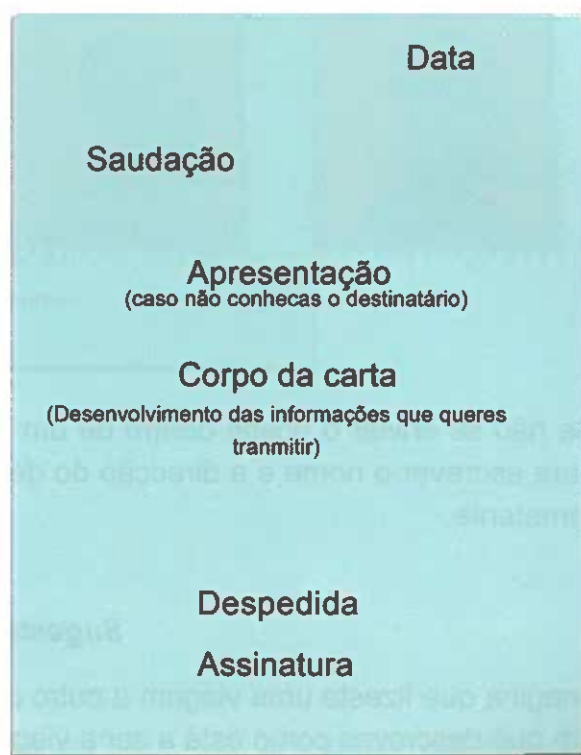 Data
Saudação
Apresentação
(caso não conhecas o destinatário)
Corpo da carta
(Desenvolvimento das informações que queres
tranmitir)
Despedida
Assinatura